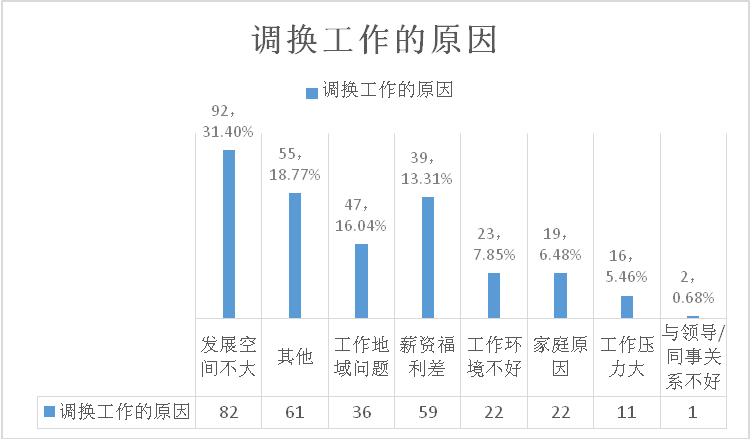 调换工作的原因
调换工作的原因
92，
31.40%
55，
18.77%
47，
16.04%
39，
13.31%
23，
7.85%
19，
6.48%
16，
5.46%
2，
0.68%
发展空
间不大
其他
工作地
域问题
薪资福
利差
工作环
境不好
家庭原
因
工作压
力大
与领导/
同事关
系不好
调换工作的原因 82 61 36 59 22 22 11 1